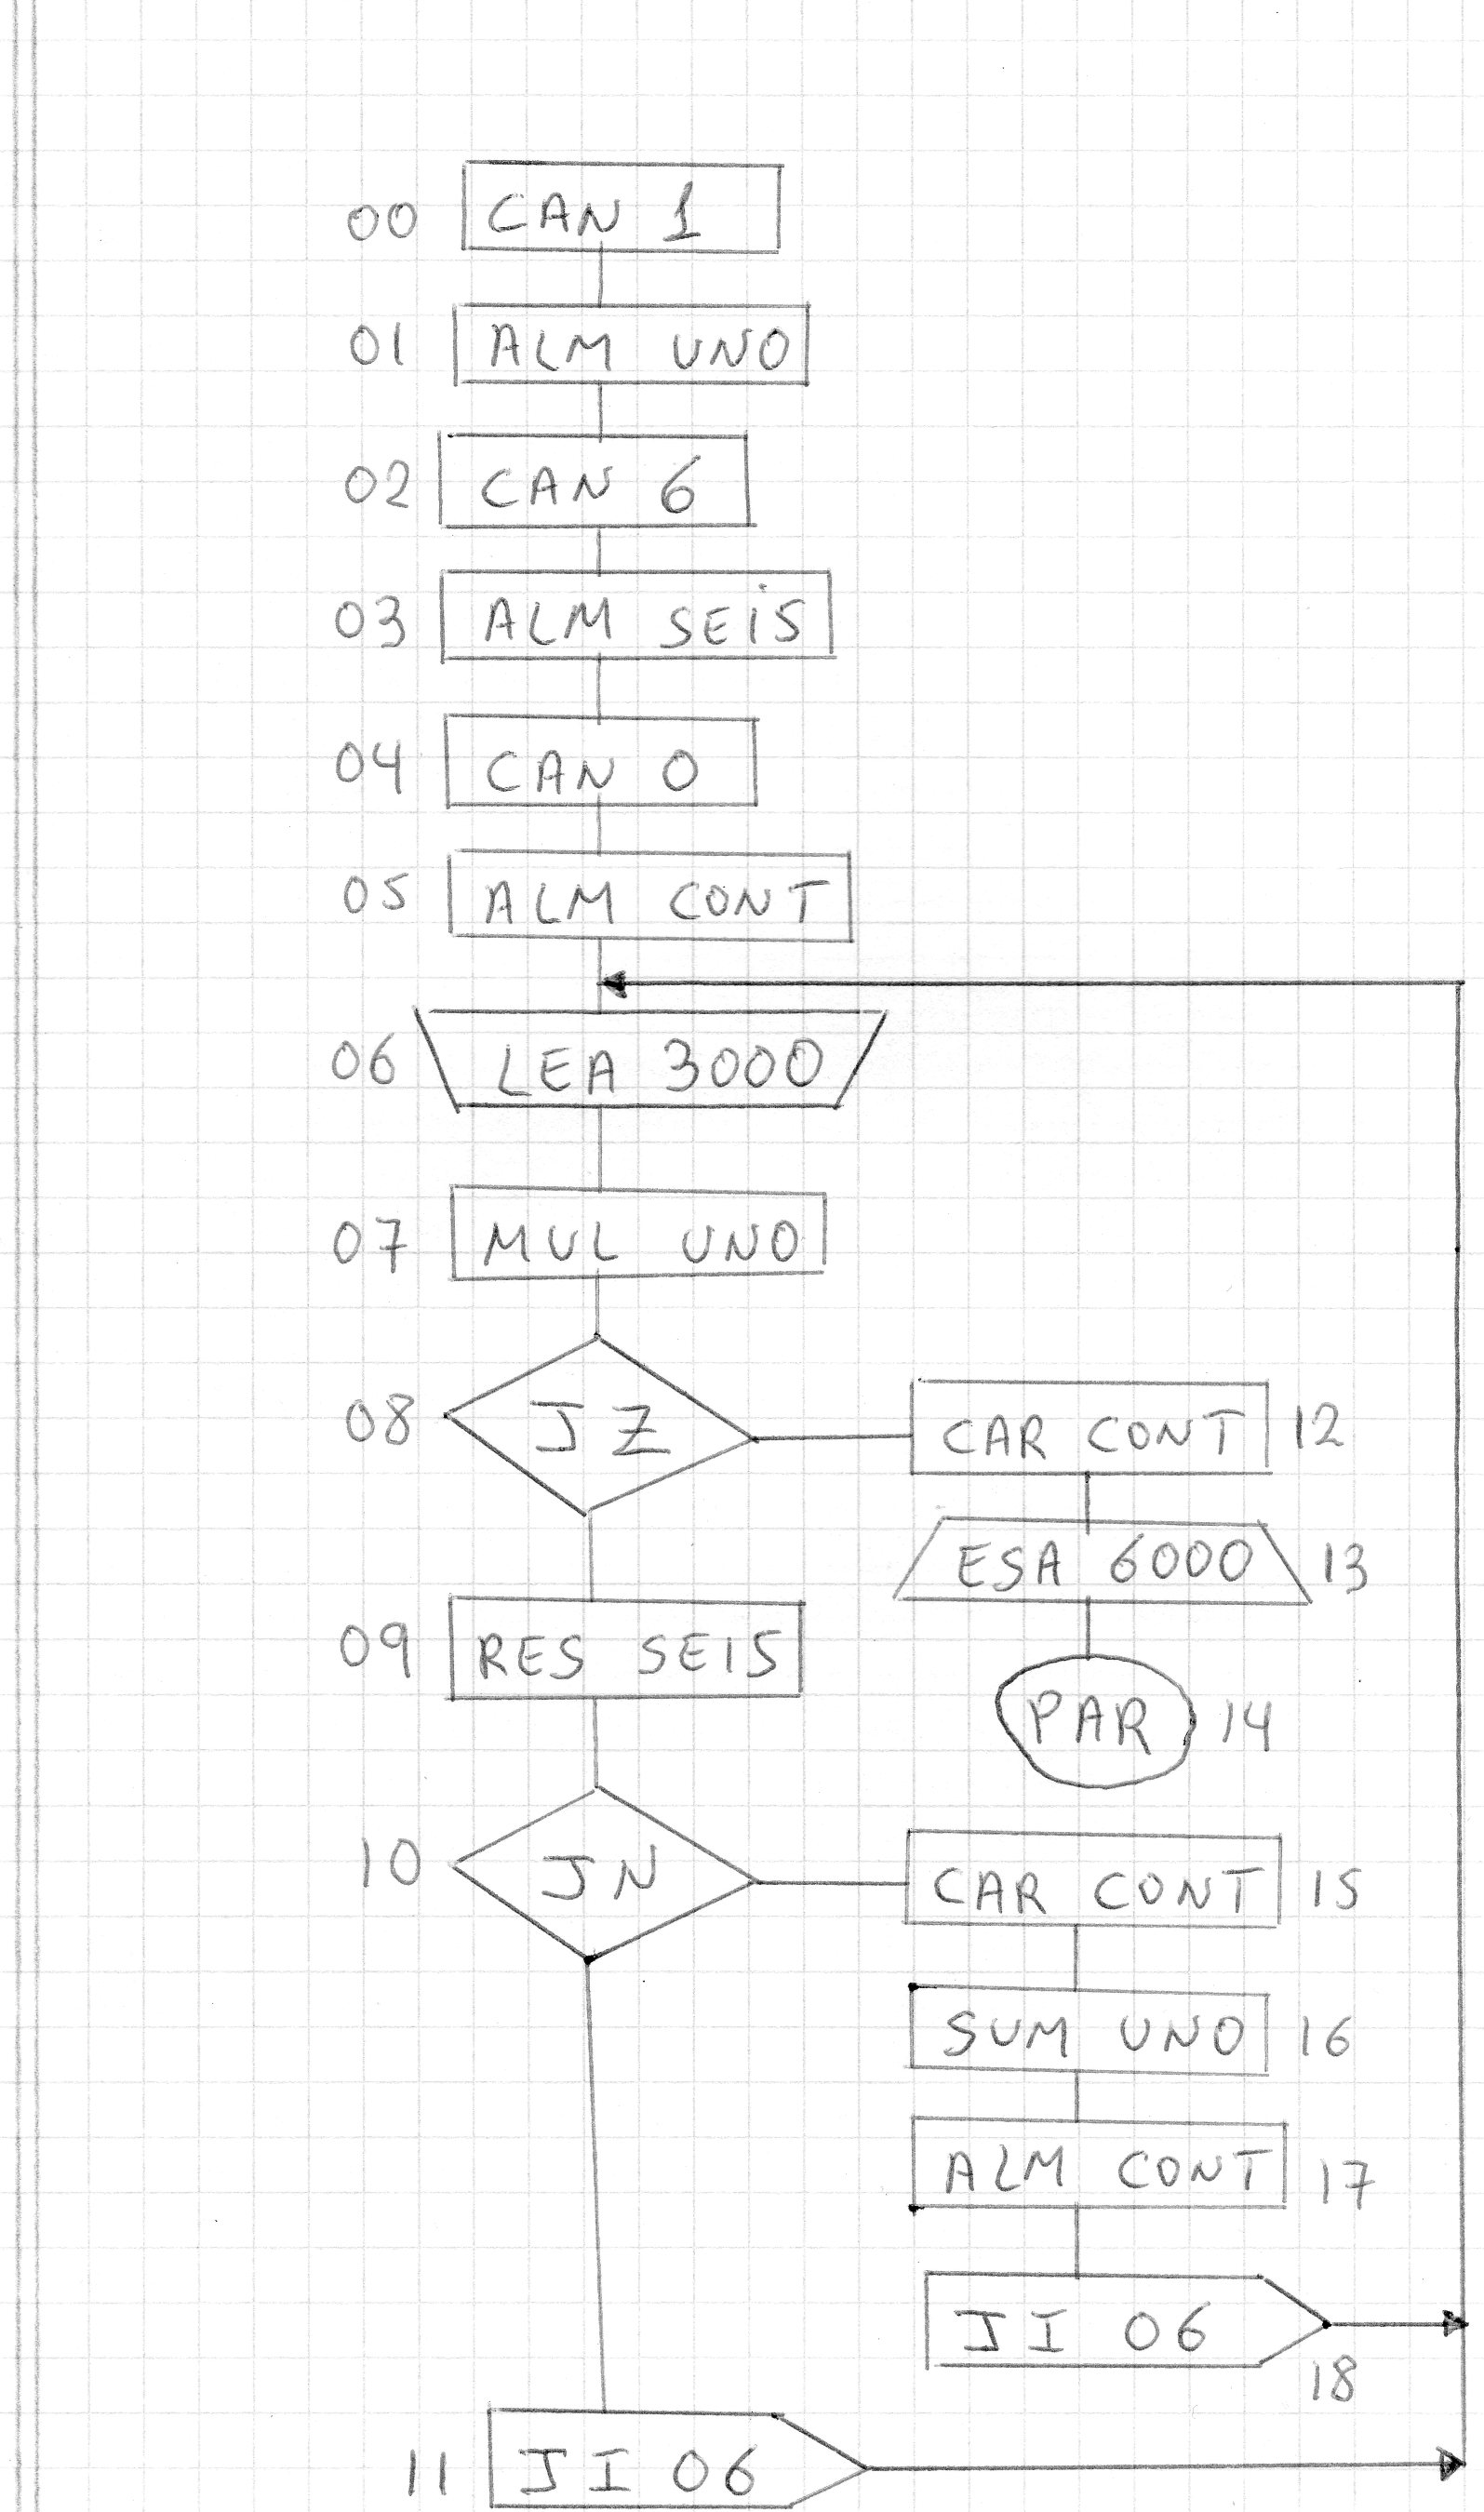 00 CAN 1
01 ALM UNO
02 CAN 6
03 ALM SEIS
04 CAN 0
05 ALM CONT
06 LEA 3000
07 MUL UNO
08 JZ
CAR CONT 12
ESA 6000 13
PAR 14
09 RES SEIS
10 JN
CAR CONT 15
SUM UNO 16
ALM CONT 17
JI 06 18
11 JI 06